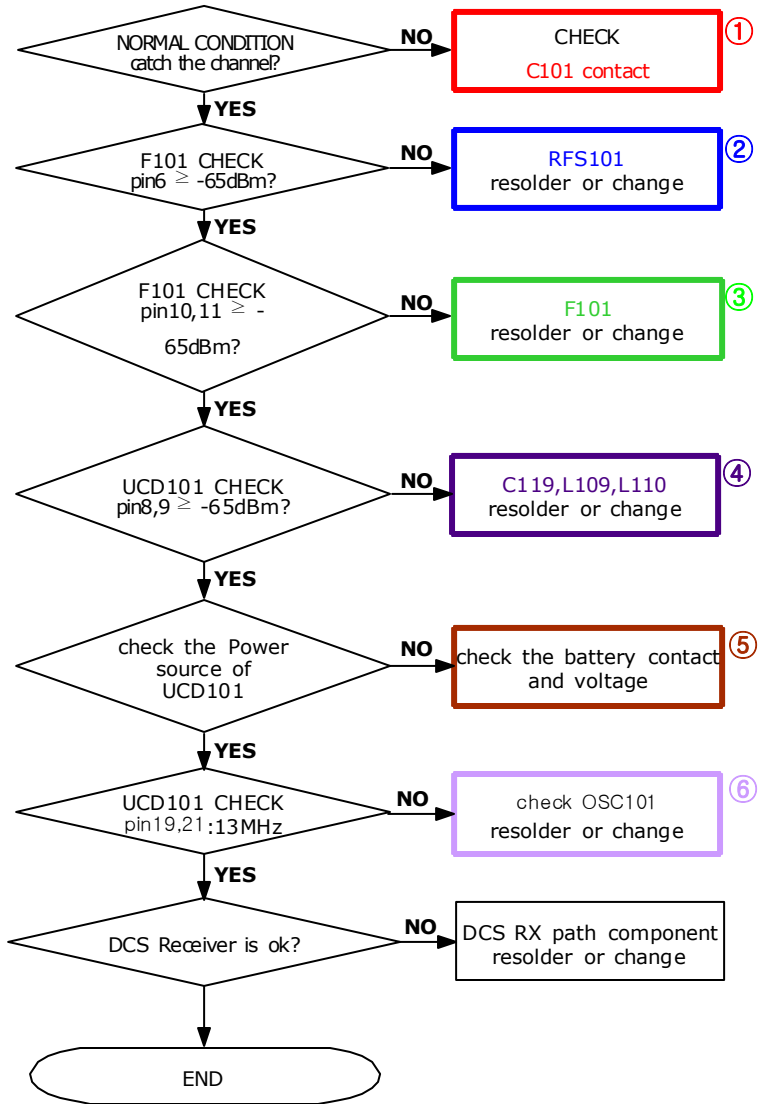 NORMAL CONDITION
catch the channel?
NO
CHECK
C101 contact
①
YES
F101 CHECK
pin6 ≥ -65dBm?
NO
RFS101
resolder or change
②
YES
F101 CHECK
pin10,11 ≥ -
65dBm?
NO
F101
resolder or change
③
YES
UCD101 CHECK
pin8,9 ≥ -65dBm?
NO
C119,L109,L110
resolder or change
④
YES
check the Power
source of
UCD101
NO
check the battery contact
and voltage
⑤
YES
UCD101 CHECK
pin19,21:13MHz
NO
check OSC101
resolder or change
⑥
YES
DCS Receiver is ok?
NO
DCS RX path component
resolder or change
END